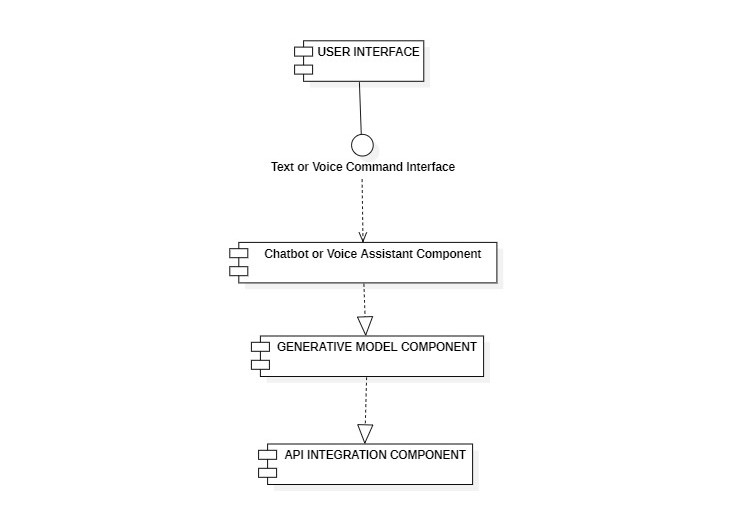 USER INTERFACE
Text or Voice Command Interface
Chatbot or Voice Assistant Component
GENERATIVE MODEL COMPONENT
API INTEGRATION COMPONENT